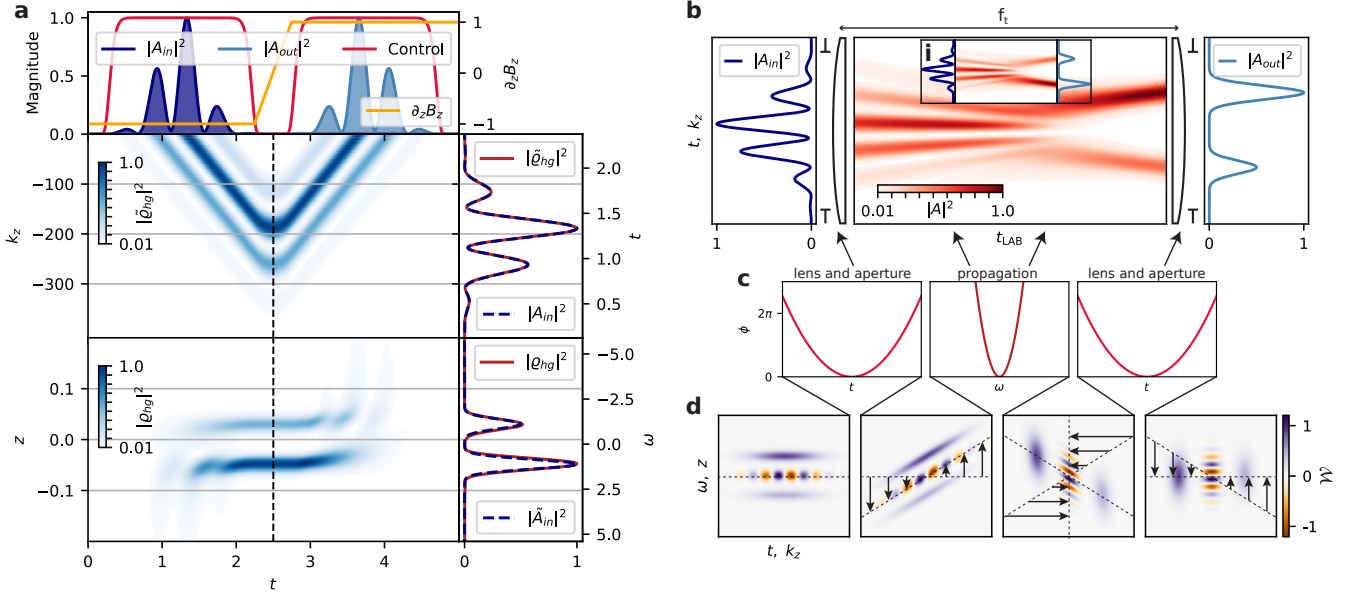 a
1.0
0.5
0.0
Magnitude
|A_in|²
|A_out|²
Control
∂_zB_z
1
0
−1
∂_zB_z
0.0
−100
−200
−300
k_z
1.0
0.01
|ϱ̃_hg|²
|ϱ̃_hg|²
|A_in|²
2.0
1.5
1.0
0.5
t
0.1
0.0
−0.1
z
1.0
0.01
|ϱ_hg|²
|ϱ_hg|²
|Ã_in|²
−5.0
−2.5
0.0
2.5
5.0
ω
0
1
2
3
4
t
0
1
b
f_t
|A_in|²
t, k_z
1
0
i
0.01
1.0
|A|²
t_LAB
|A_out|²
0
1
c
lens and aperture
propagation
lens and aperture
2π
ϕ
0
t
ω
t
d
ω, z
t, k_z
1
0
-1
𝒲